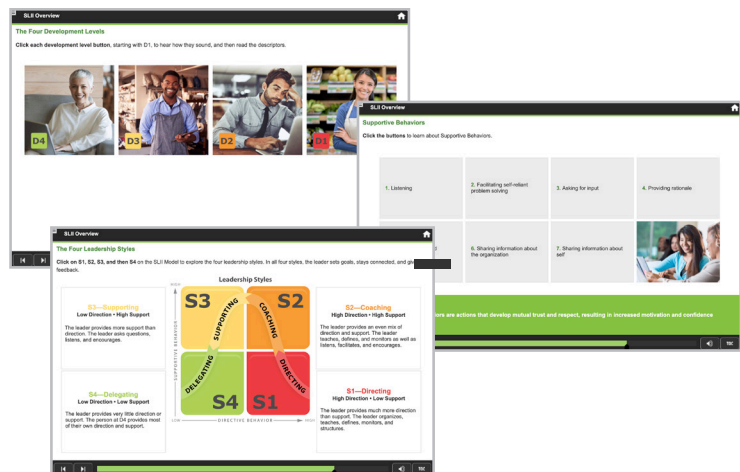 SLII Overview
The Four Development Levels
Click each development level button, starting with D1, to hear how they sound, and then read the descriptors.
D4
D3
D2
D1
SLII Overview
Supportive Behaviors
Click the buttons to learn about Supportive Behaviors.
1. Listening
2. Facilitating self-reliant
problem solving
3. Asking for input
4. Providing rationale
6. Sharing information about
the organization
7. Sharing information about
self
are actions that develop mutual trust and respect, resulting in increased motivation and confidence
TOC
SLII Overview
The Four Leadership Styles
Click on S1, S2, S3, and then S4 on the SLII Model to explore the four leadership styles. In all four styles, the leader sets goals, stays connected, and
feedback.
Leadership Styles
S3—Supporting
Low Direction • High Support
The leader provides more support than
direction. The leader asks questions,
listens, and encourages.
S4—Delegating
Low Direction • Low Support
The leader provides very little direction or
support. The person at D4 provides most
of their own direction and support.
HIGH
SUPPORTIVE BEHAVIOR
S3
S2
SUPPORTING
COACHING
DELEGATING
DIRECTING
S4
S1
LOW
DIRECTIVE BEHAVIOR
HIGH
S2—Coaching
High Direction • High Support
The leader provides an even mix of
direction and support. The leader
teaches, defines, and monitors as well as
listens, facilitates, and encourages.
S1—Directing
High Direction • Low Support
The leader provides much more direction
than support. The leader organizes,
teaches, defines, monitors, and
structures.
TOC